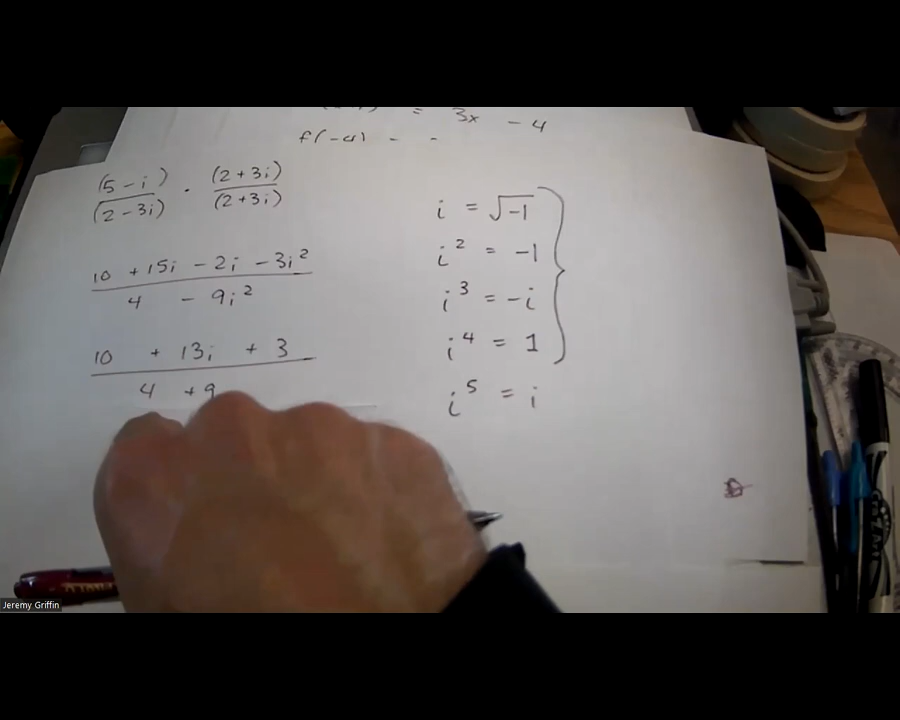 = 3x - 4
f(-4) - -
(5 - i) / (2 - 3i) · (2 + 3i) / (2 + 3i)
10 + 15i - 2i - 3i²
4 - 9i²
10 + 13i + 3
4 + 9
i = √-1
i² = -1
i³ = -i
i⁴ = 1
i⁵ = i
Jeremy Griffin